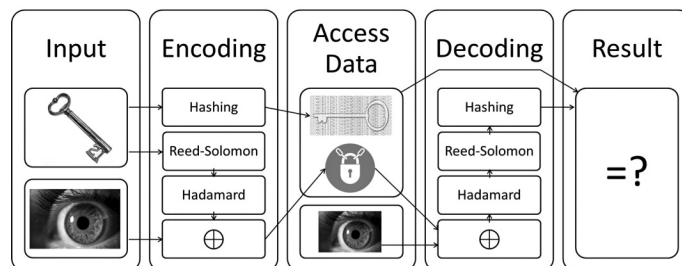 Input
Encoding
Access
Data
Decoding
Result
Hashing
Reed-Solomon
Hadamard
⊕
Hashing
Reed-Solomon
Hadamard
⊕
=?